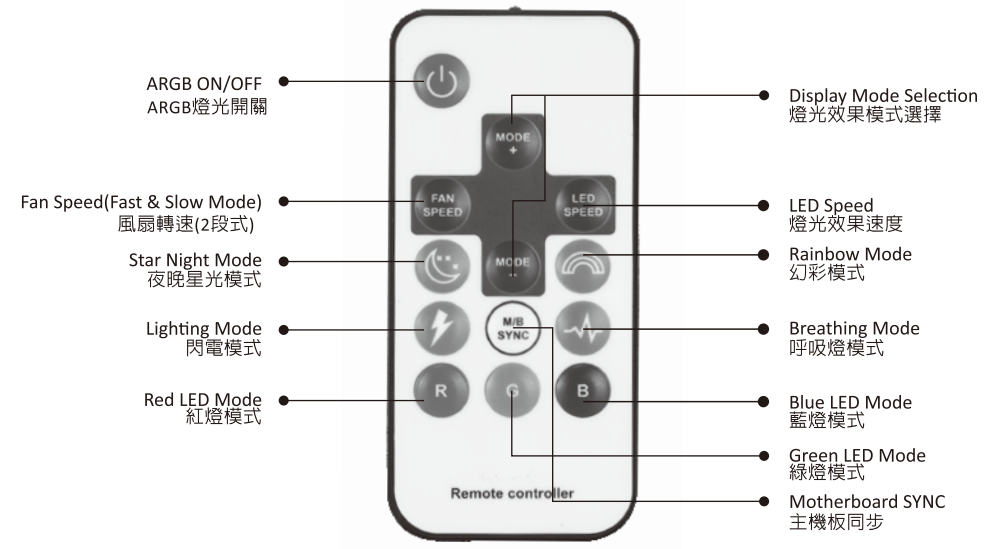 ARGB ON/OFF
ARGB燈光開關
Fan Speed(Fast & Slow Mode)
風扇轉速(2段式)
Star Night Mode
夜晚星光模式
Lighting Mode
閃電模式
Red LED Mode
紅燈模式
MODE
+
FAN
SPEED
LED
SPEED
MODE
-
M/B
SYNC
R
G
B
Remote controller
Display Mode Selection
燈光效果模式選擇
LED Speed
燈光效果速度
Rainbow Mode
幻彩模式
Breathing Mode
呼吸燈模式
Blue LED Mode
藍燈模式
Green LED Mode
綠燈模式
Motherboard SYNC
主機板同步